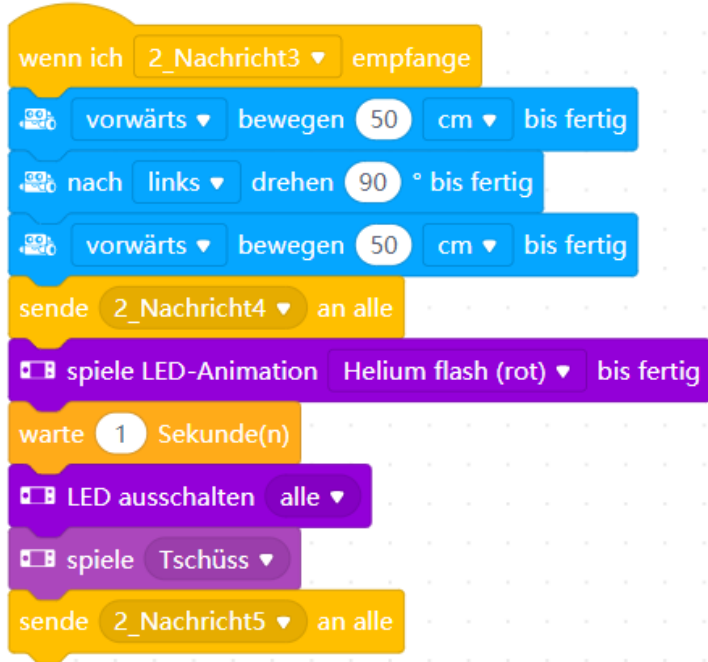 wenn ich 2_Nachricht3 empfange
vorwärts bewegen 50 cm bis fertig
nach links drehen 90 ° bis fertig
vorwärts bewegen 50 cm bis fertig
sende 2_Nachricht4 an alle
spiele LED-Animation Helium flash (rot) bis fertig
warte 1 Sekunde(n)
LED ausschalten alle
spiele Tschüss
sende 2_Nachricht5 an alle